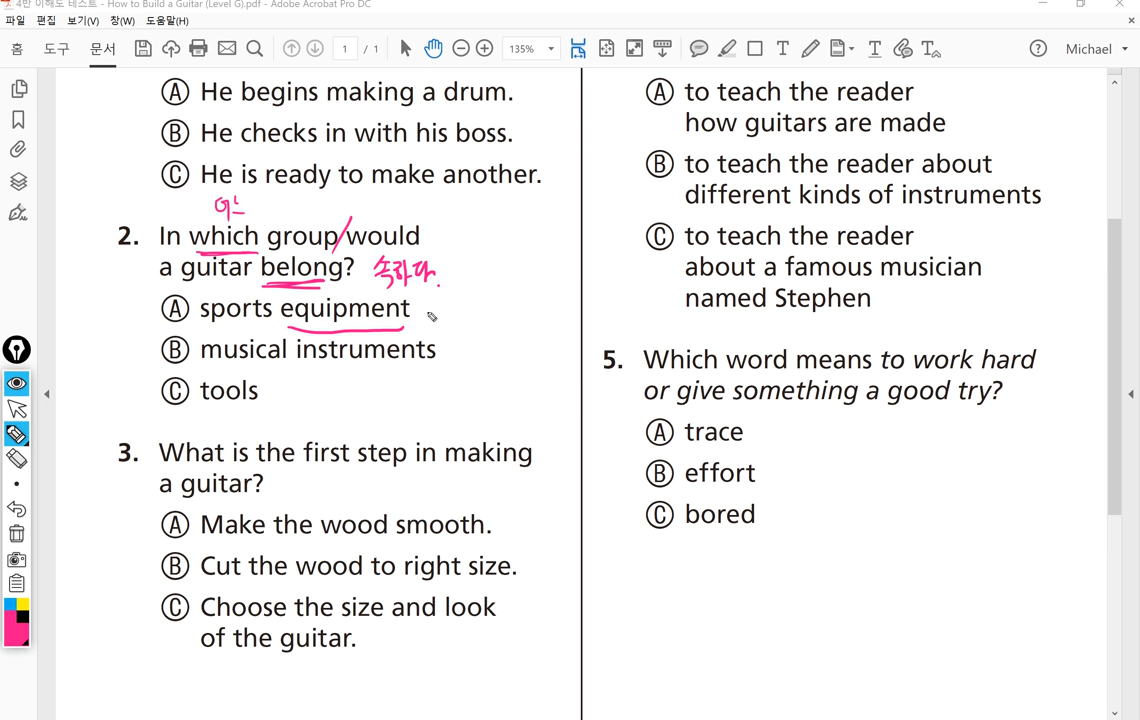 4만 이해도 테스트 - How to Build a Guitar (Level G).pdf - Adobe Acrobat Pro DC
파일 편집 보기(V) 창(W) 도움말(H)
홈 도구 문서 1 / 1 135% Michael
Ⓐ He begins making a drum.
Ⓑ He checks in with his boss.
Ⓒ He is ready to make another.
어느
2. In which group would
a guitar belong? 속하다.
Ⓐ sports equipment
Ⓑ musical instruments
Ⓒ tools
3. What is the first step in making
a guitar?
Ⓐ Make the wood smooth.
Ⓑ Cut the wood to right size.
Ⓒ Choose the size and look
of the guitar.
Ⓐ to teach the reader
how guitars are made
Ⓑ to teach the reader about
different kinds of instruments
Ⓒ to teach the reader
about a famous musician
named Stephen
5. Which word means to work hard
or give something a good try?
Ⓐ trace
Ⓑ effort
Ⓒ bored